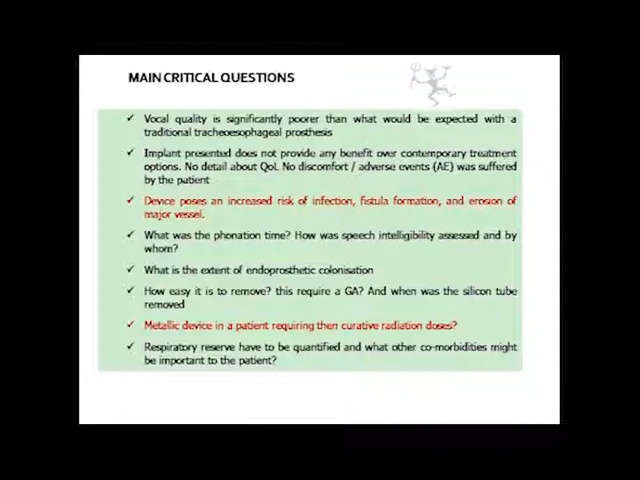 MAIN CRITICAL QUESTIONS
✓ Vocal quality is significantly poorer than what would be expected with a
traditional tracheoesophageal prosthesis
✓ Implant presented does not provide any benefit over contemporary treatment
options. No detail about QoL. No discomfort / adverse events (AE) was suffered
by the patient
✓ Device poses an increased risk of infection, fistula formation, and erosion of
major vessel.
✓ What was the phonation time? How was speech intelligibility assessed and by
whom?
✓ What is the extent of endoprosthetic colonisation
✓ How easy it is to remove? this require a GA? And when was the silicon tube
removed
✓ Metallic device in a patient requiring then curative radiation doses?
✓ Respiratory reserve have to be quantified and what other co-morbidities might
be important to the patient?